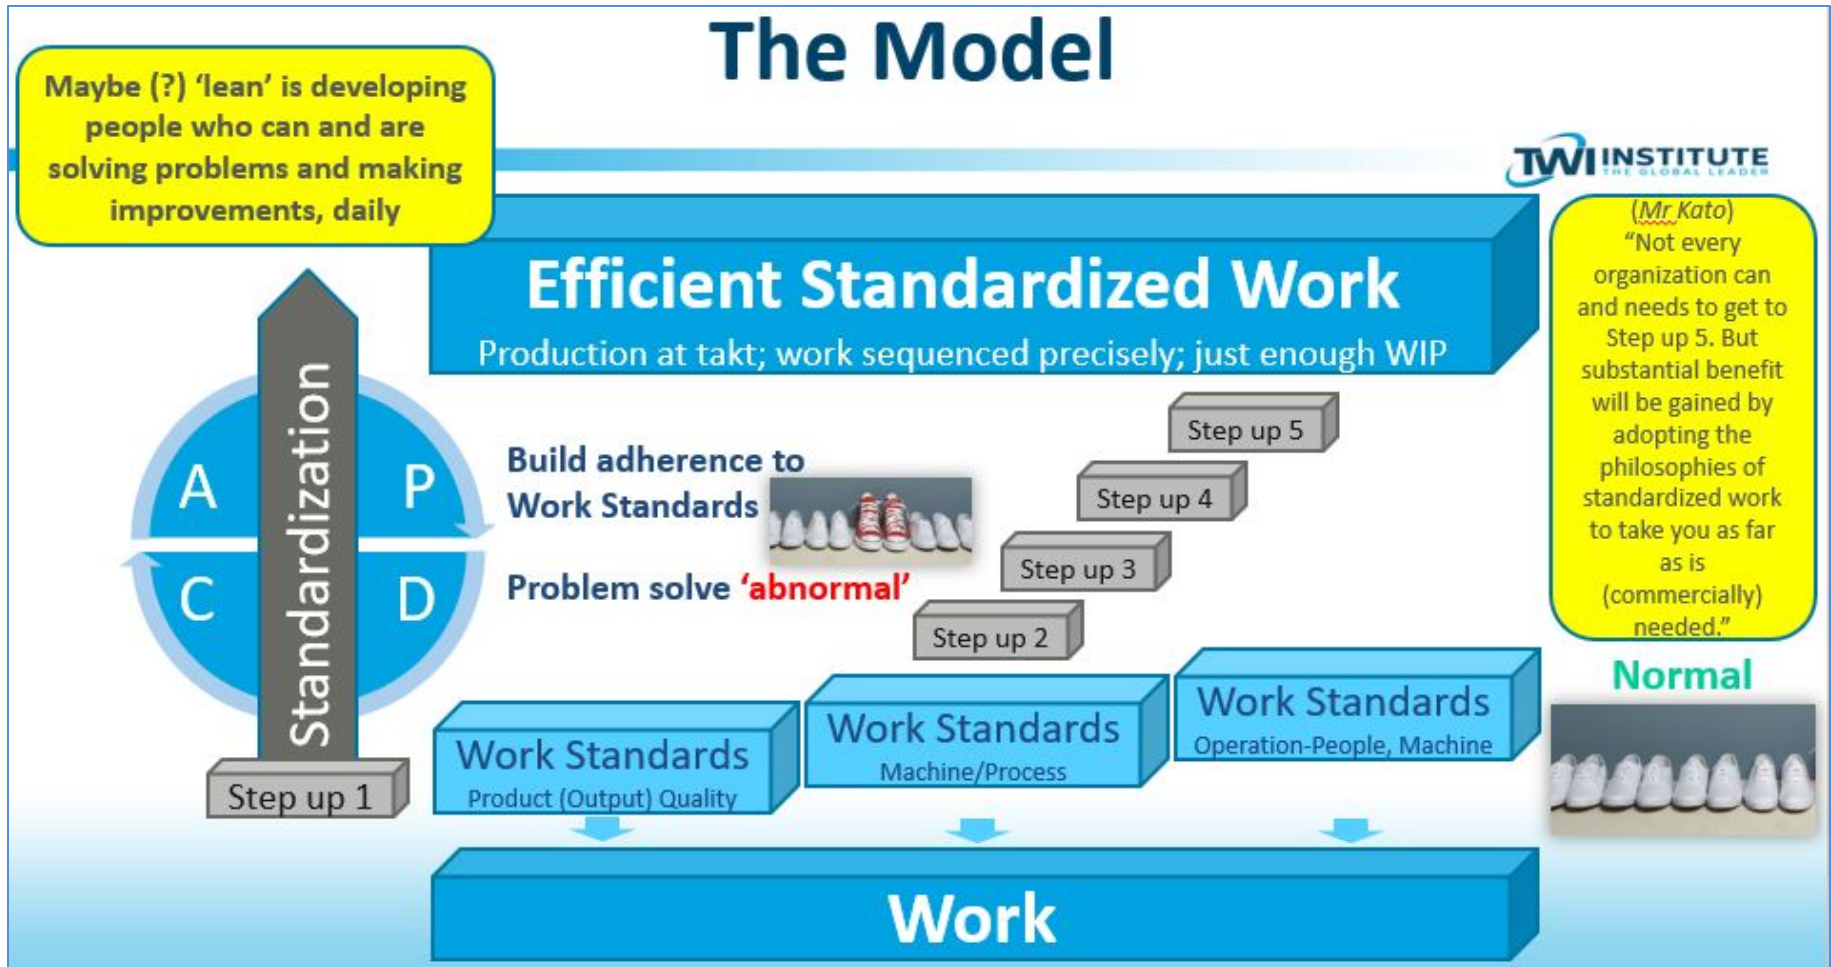 The Model
Maybe (?) ‘lean’ is developing
people who can and are
solving problems and making
improvements, daily
TWI INSTITUTE
THE GLOBAL LEADER
Efficient Standardized Work
Production at takt; work sequenced precisely; just enough WIP
(Mr Kato)
“Not every
organization can
and needs to get to
Step up 5. But
substantial benefit
will be gained by
adopting the
philosophies of
standardized work
to take you as far
as is
(commercially)
needed.”
Standardization
A
P
C
D
Build adherence to
Work Standards
Problem solve ‘abnormal’
Step up 5
Step up 4
Step up 3
Step up 2
Step up 1
Work Standards
Product (Output) Quality
Work Standards
Machine/Process
Work Standards
Operation-People, Machine
Normal
Work